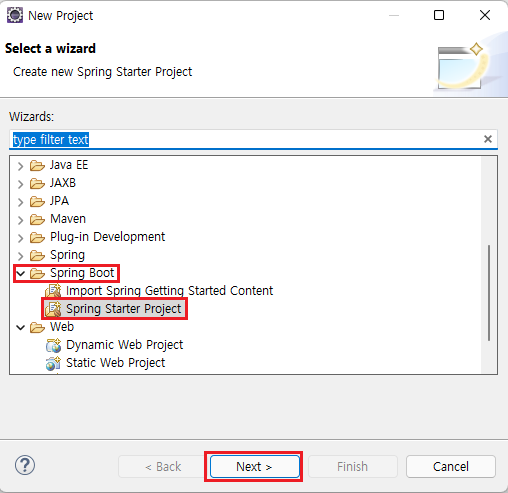 New Project
Select a wizard
Create new Spring Starter Project
Wizards:
type filter text
Java EE
JAXB
JPA
Maven
Plug-in Development
Spring
Spring Boot
Import Spring Getting Started Content
Spring Starter Project
Web
Dynamic Web Project
Static Web Project
? < Back Next > Finish Cancel